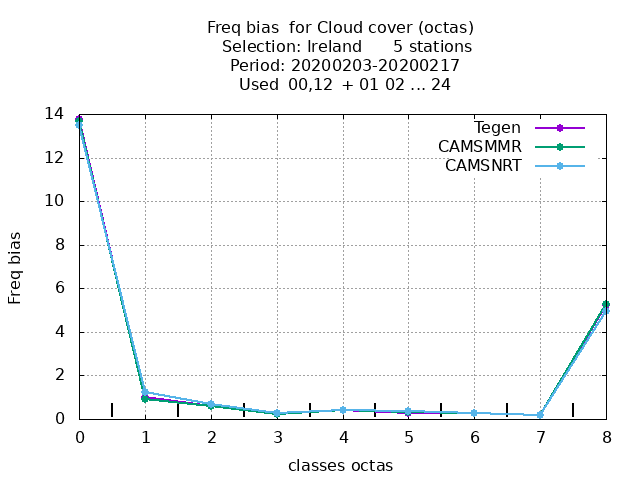 Freq bias  for Cloud cover (octas)
Selection: Ireland      5 stations
Period: 20200203-20200217
Used  00,12  + 01 02 ... 24
Tegen
CAMSMMR
CAMSNRT
14
12
10
8
6
4
2
0
Freq bias
0 1 2 3 4 5 6 7 8
classes octas